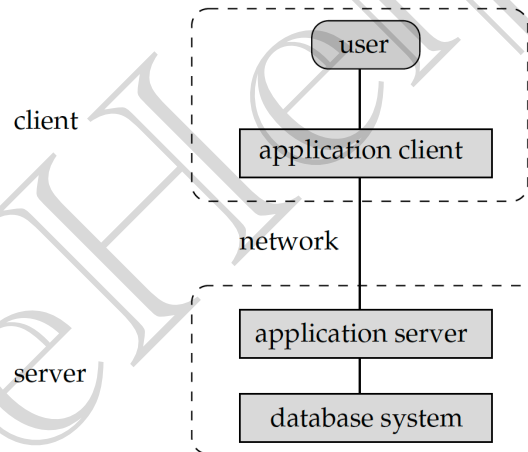 user
client
application client
network
application server
server
database system